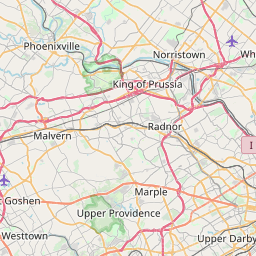 Phoenixville
Norristown
Wh
King of Prussia
Malvern
Radnor
I
t Goshen
Marple
Upper Providence
Westtown
Upper Darby